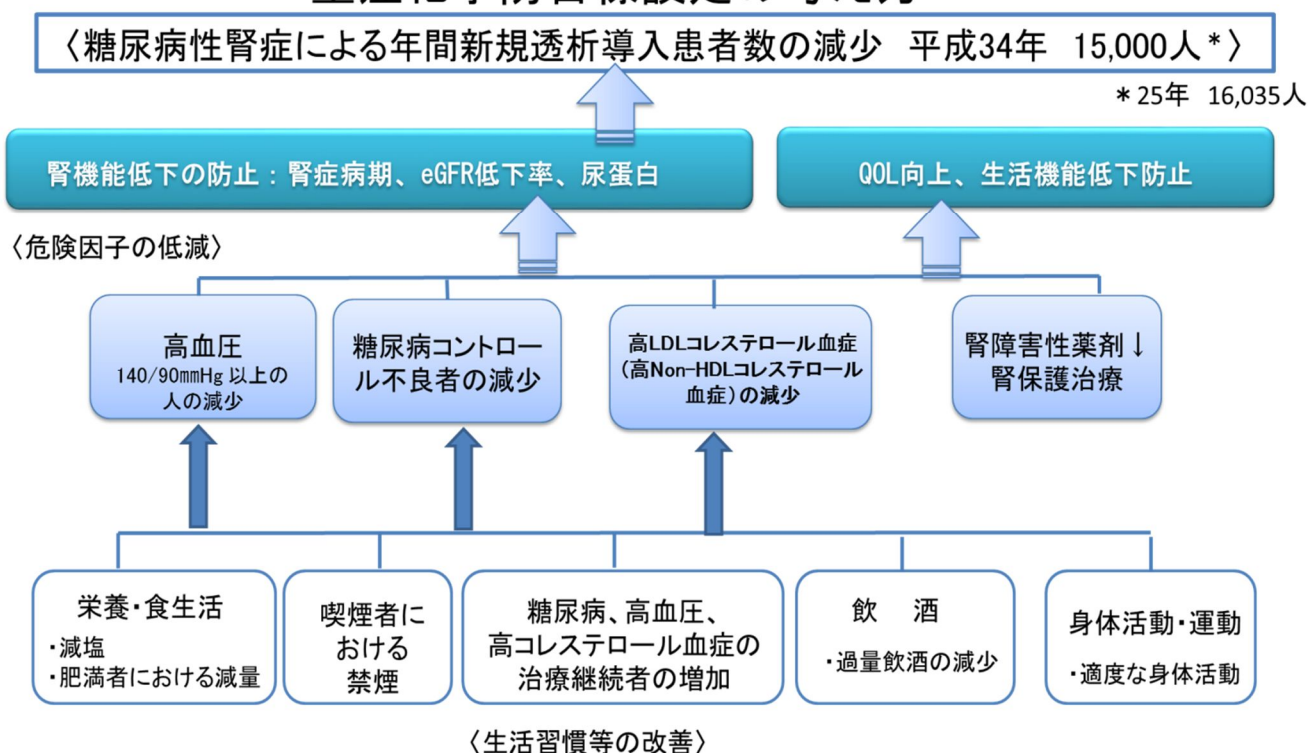 〈糖尿病性腎症による年間新規透析導入患者数の減少 平成34年 15,000人*〉
*25年 16,035人
腎機能低下の防止：腎症病期、eGFR低下率、尿蛋白
QOL向上、生活機能低下防止
〈危険因子の低減〉
高血圧
140/90mmHg 以上の
人の減少
糖尿病コントロー
ル不良者の減少
高LDLコレステロール血症
(高Non-HDLコレステロール
血症)の減少
腎障害性薬剤↓
腎保護治療
栄養・食生活
・減塩
・肥満者における減量
喫煙者に
おける
禁煙
糖尿病、高血圧、
高コレステロール血症の
治療継続者の増加
飲 酒
・過量飲酒の減少
身体活動・運動
・適度な身体活動
〈生活習慣等の改善〉